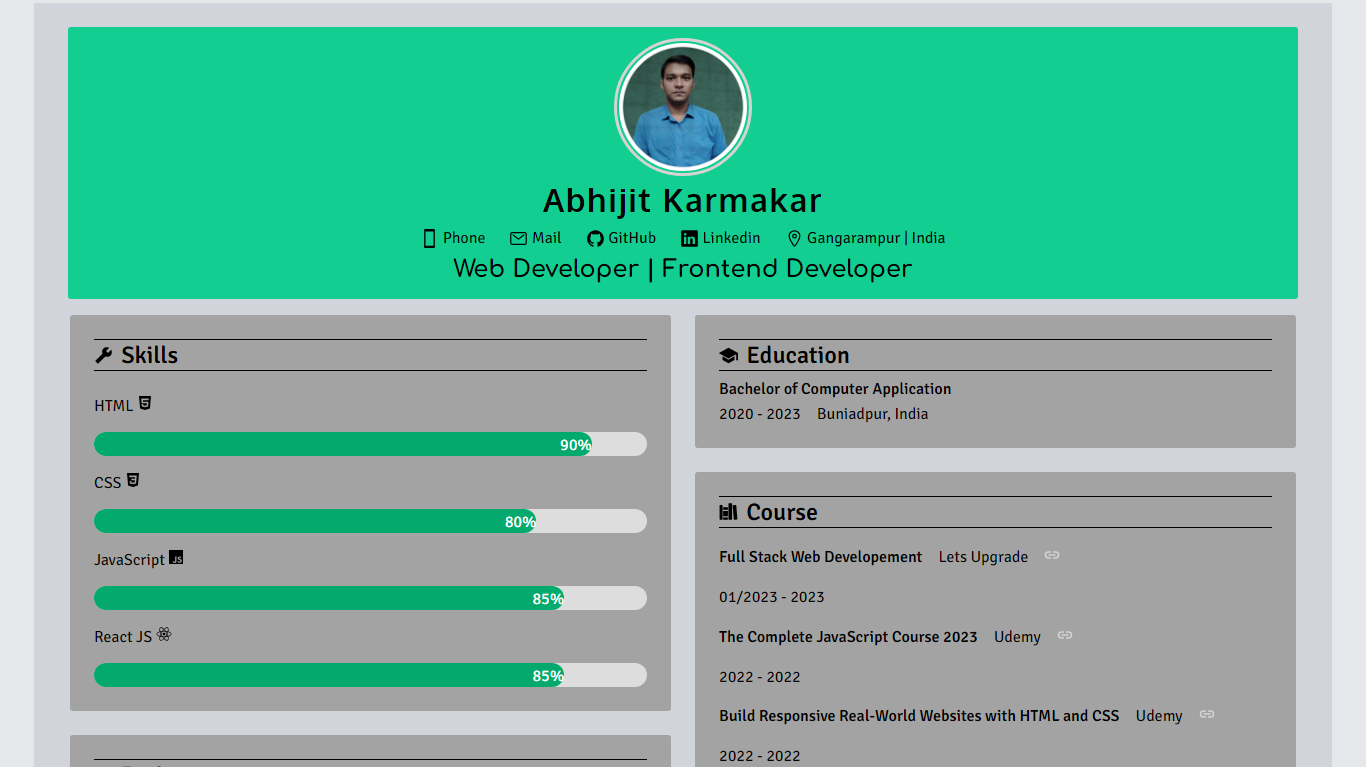 Abhijit Karmakar
Phone Mail GitHub Linkedin Gangarampur | India
Web Developer | Frontend Developer
Skills
HTML
90%
CSS
80%
JavaScript JS
85%
React JS
85%
Education
Bachelor of Computer Application
2020 - 2023 Buniadpur, India
Course
Full Stack Web Developement Lets Upgrade
01/2023 - 2023
The Complete JavaScript Course 2023 Udemy
2022 - 2022
Build Responsive Real-World Websites with HTML and CSS Udemy
2022 - 2022